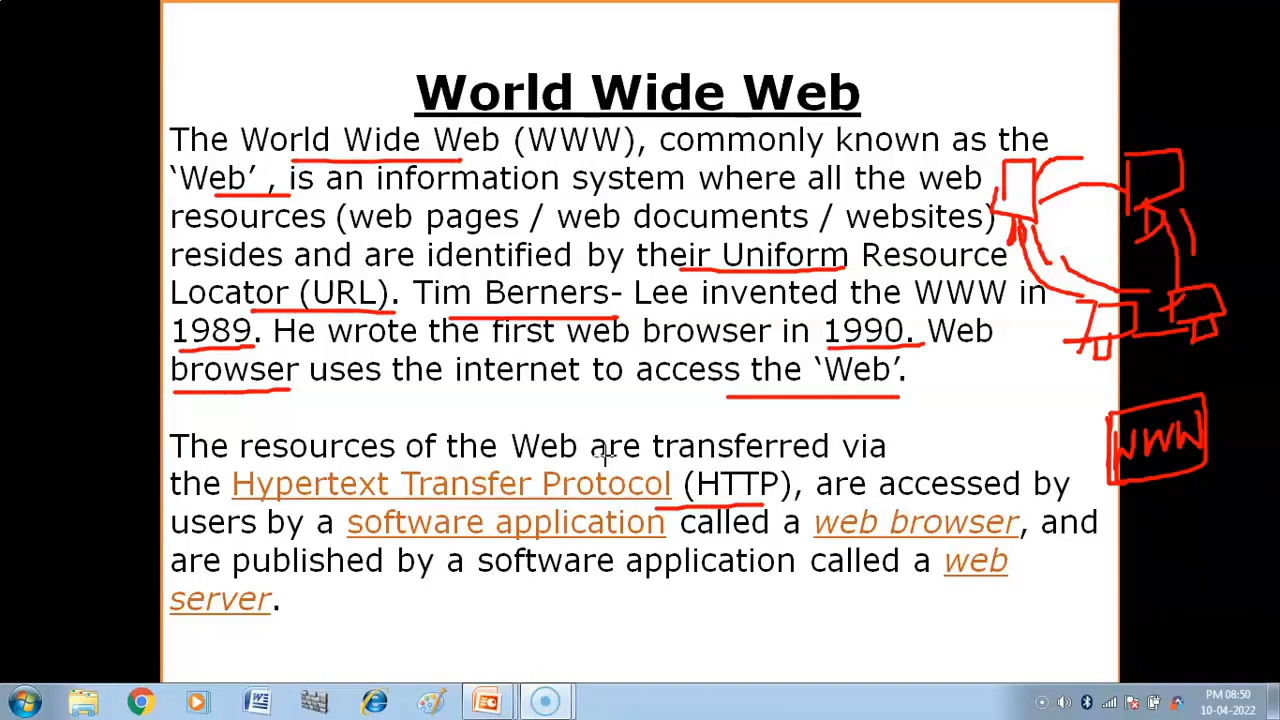 World Wide Web
The World Wide Web (WWW), commonly known as the
‘Web’ , is an information system where all the web
resources (web pages / web documents / websites)
resides and are identified by their Uniform Resource
Locator (URL). Tim Berners- Lee invented the WWW in
1989. He wrote the first web browser in 1990. Web
browser uses the internet to access the ‘Web’.
WWW
The resources of the Web are transferred via
the Hypertext Transfer Protocol (HTTP), are accessed by
users by a software application called a web browser, and
are published by a software application called a web
server.
PM 08:50
10-04-2022